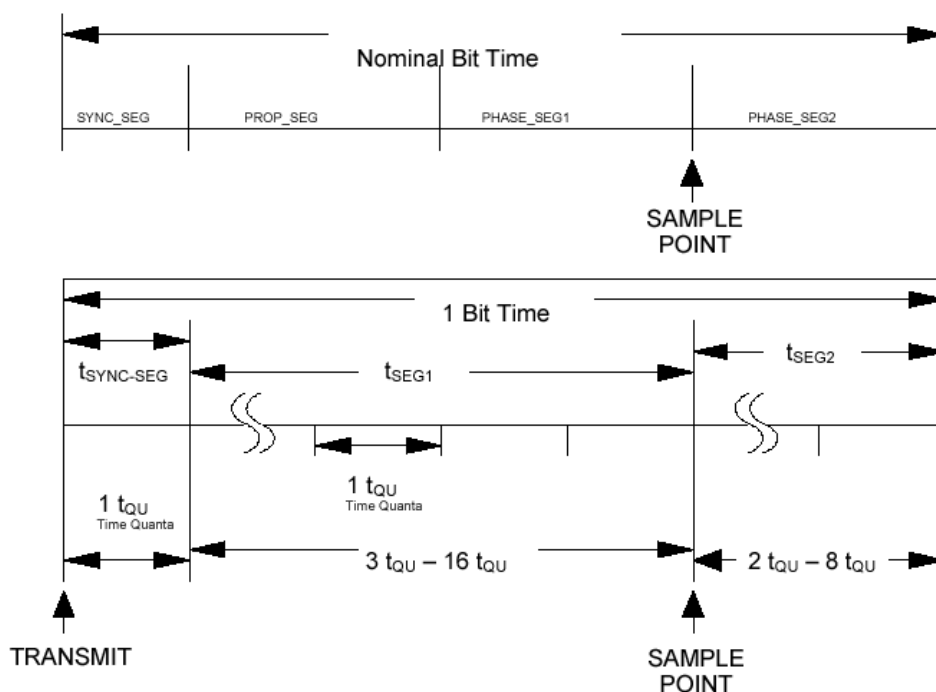 Nominal Bit Time
SYNC_SEG PROP_SEG PHASE_SEG1 PHASE_SEG2
SAMPLE
POINT
1 Bit Time
tSYNC-SEG tSEG1 tSEG2
1 tQU
Time Quanta
1 tQU
Time Quanta
3 tQU – 16 tQU
2 tQU – 8 tQU
TRANSMIT
SAMPLE
POINT